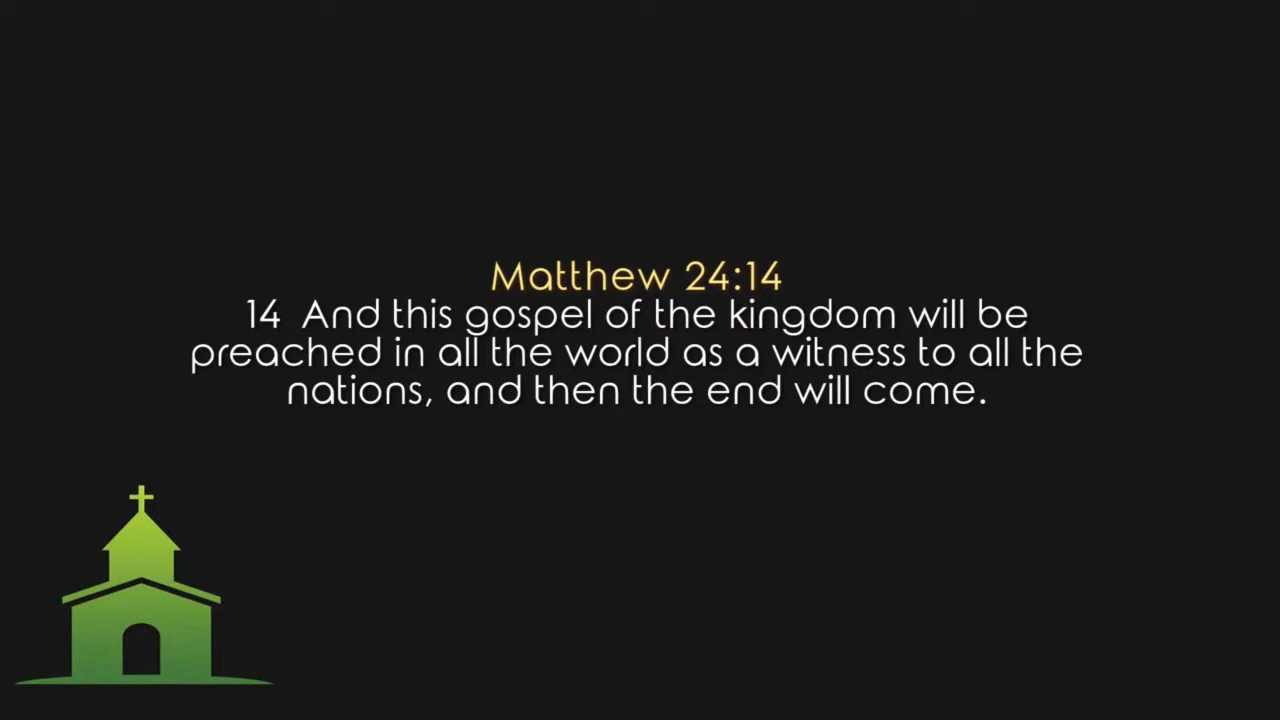 Matthew 24:14
14 And this gospel of the kingdom will be
preached in all the world as a witness to all the
nations, and then the end will come.